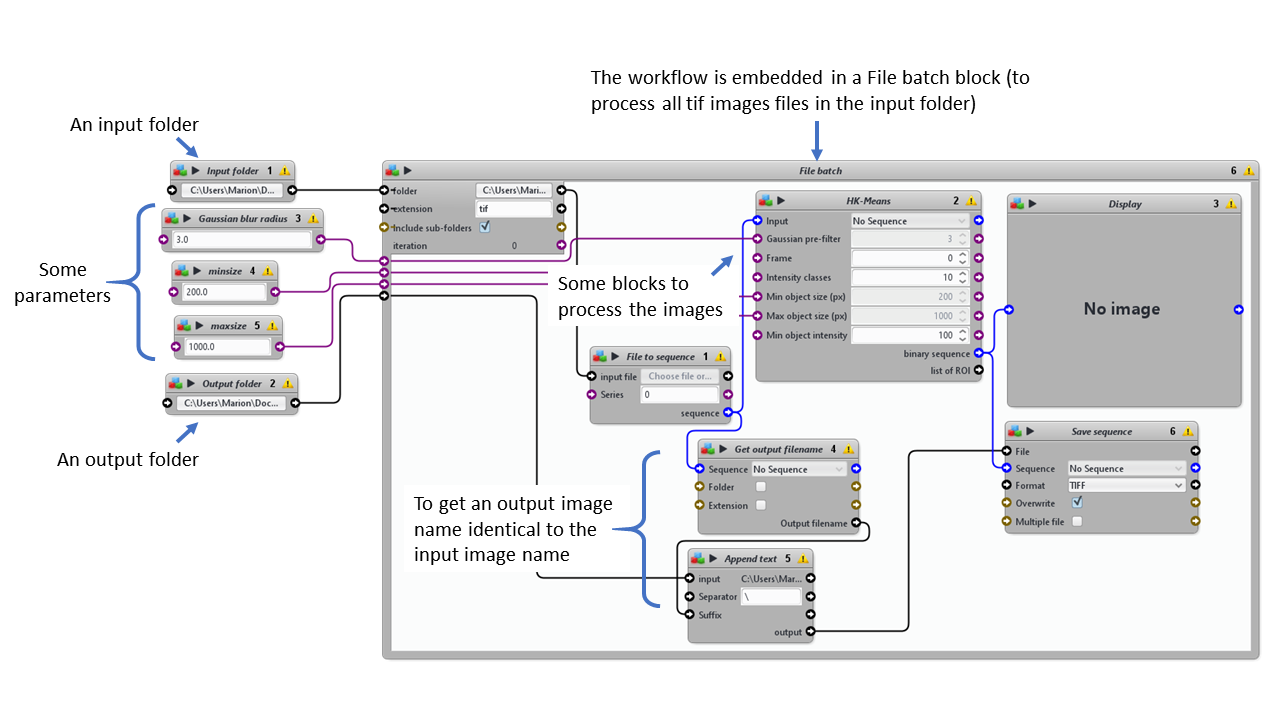 The workflow is embedded in a File batch block (to
process all tif images files in the input folder)
An input folder
Input folder 1
C:\Users\Marion\D...
Some
parameters
Gaussian blur radius 3
3.0
minsize 4
200.0
maxsize 5
1000.0
Output folder 2
C:\Users\Marion\Doc...
An output folder
File batch 6
folder C:\Users\Mari...
extension tif
Include sub-folders
iteration 0
Some blocks to
process the images
File to sequence 1
input file Choose file or...
Series 0
sequence
HK-Means 2
Input No Sequence
Gaussian pre-filter 3
Frame 0
Intensity classes 10
Min object size (px) 200
Max object size (px) 1000
Min object intensity 100
binary sequence
list of ROI
Display 3
No image
To get an output image
name identical to the
input image name
Get output filename 4
Sequence No Sequence
Folder
Extension
Output filename
Append text 5
input C:\Users\Mar...
Separator \
Suffix
output
Save sequence 6
File
Sequence No Sequence
Format TIFF
Overwrite
Multiple file